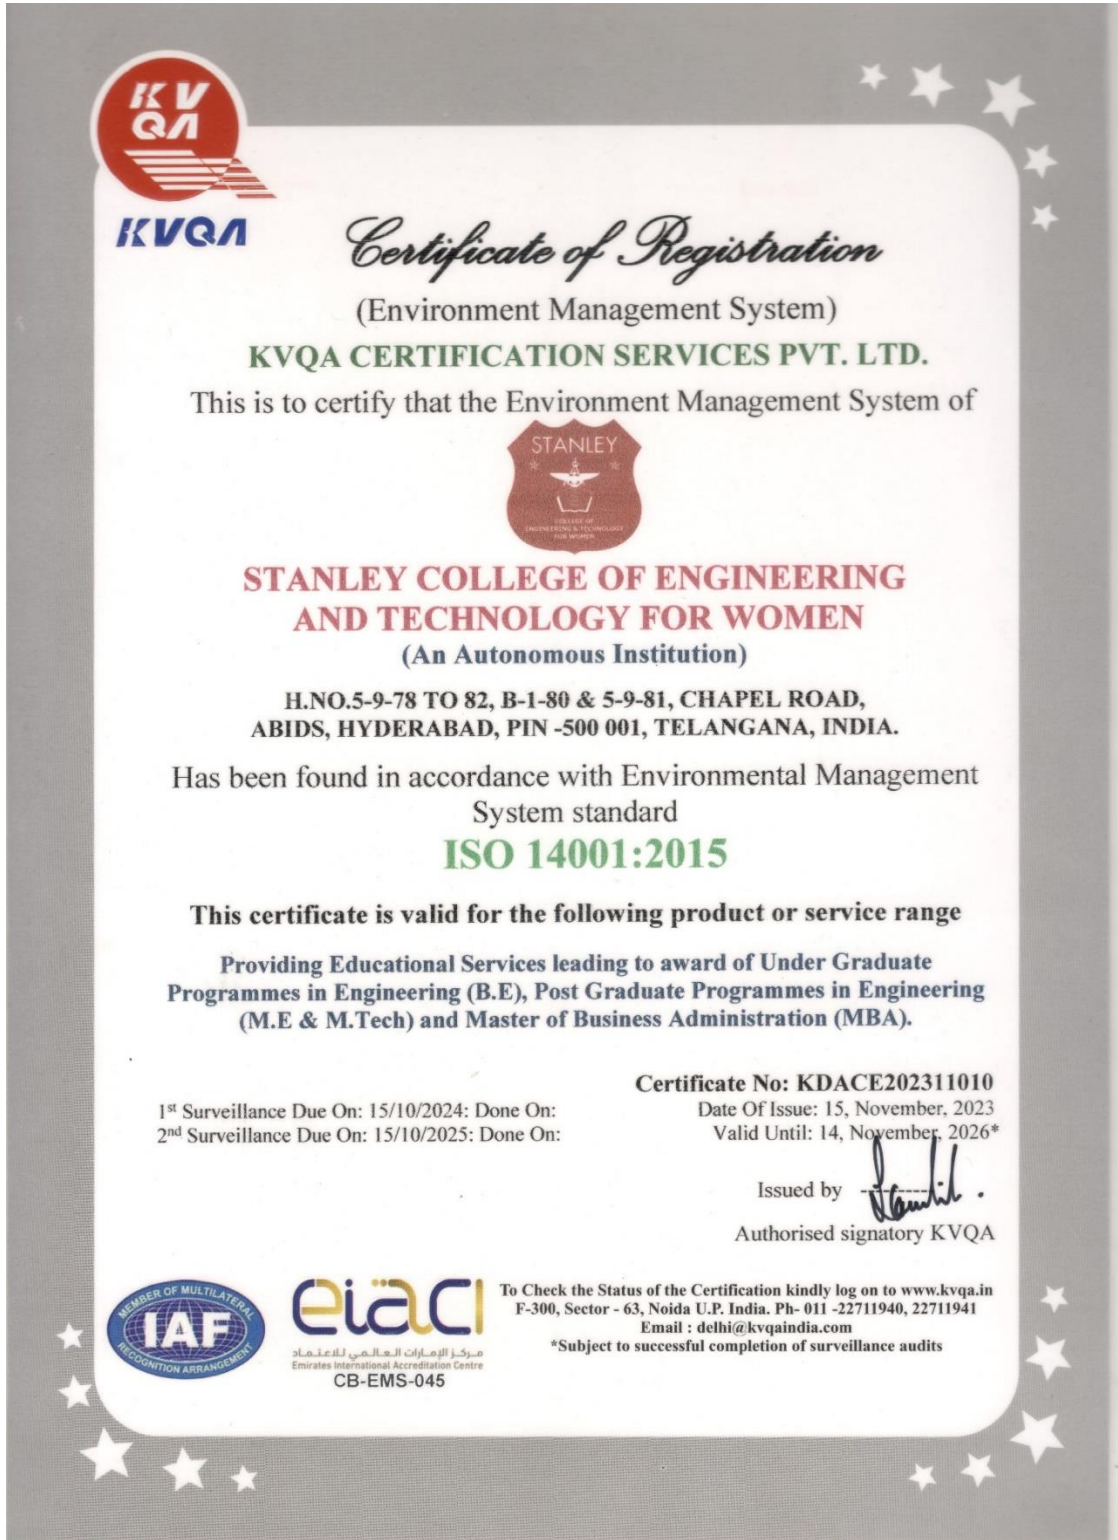 KV
QA
KVQA
Certificate of Registration
(Environment Management System)
KVQA CERTIFICATION SERVICES PVT. LTD.
This is to certify that the Environment Management System of
STANLEY
COLLEGE OF
ENGINEERING & TECHNOLOGY
FOR WOMEN
STANLEY COLLEGE OF ENGINEERING
AND TECHNOLOGY FOR WOMEN
(An Autonomous Institution)
H.NO.5-9-78 TO 82, B-1-80 & 5-9-81, CHAPEL ROAD,
ABIDS, HYDERABAD, PIN -500 001, TELANGANA, INDIA.
Has been found in accordance with Environmental Management
System standard
ISO 14001:2015
This certificate is valid for the following product or service range
Providing Educational Services leading to award of Under Graduate
Programmes in Engineering (B.E), Post Graduate Programmes in Engineering
(M.E & M.Tech) and Master of Business Administration (MBA).
Certificate No: KDACE202311010
1st Surveillance Due On: 15/10/2024: Done On:
Date Of Issue: 15, November, 2023
2nd Surveillance Due On: 15/10/2025: Done On:
Valid Until: 14, November, 2026*
Issued by
Authorised signatory KVQA
MEMBER OF MULTILATERAL
IAF
RECOGNITION ARRANGEMENT
eiaci
مركز الإمارات العالمي للاعتماد
Emirates International Accreditation Centre
CB-EMS-045
To Check the Status of the Certification kindly log on to www.kvqa.in
F-300, Sector - 63, Noida U.P. India. Ph- 011 -22711940, 22711941
Email : delhi@kvqaindia.com
*Subject to successful completion of surveillance audits